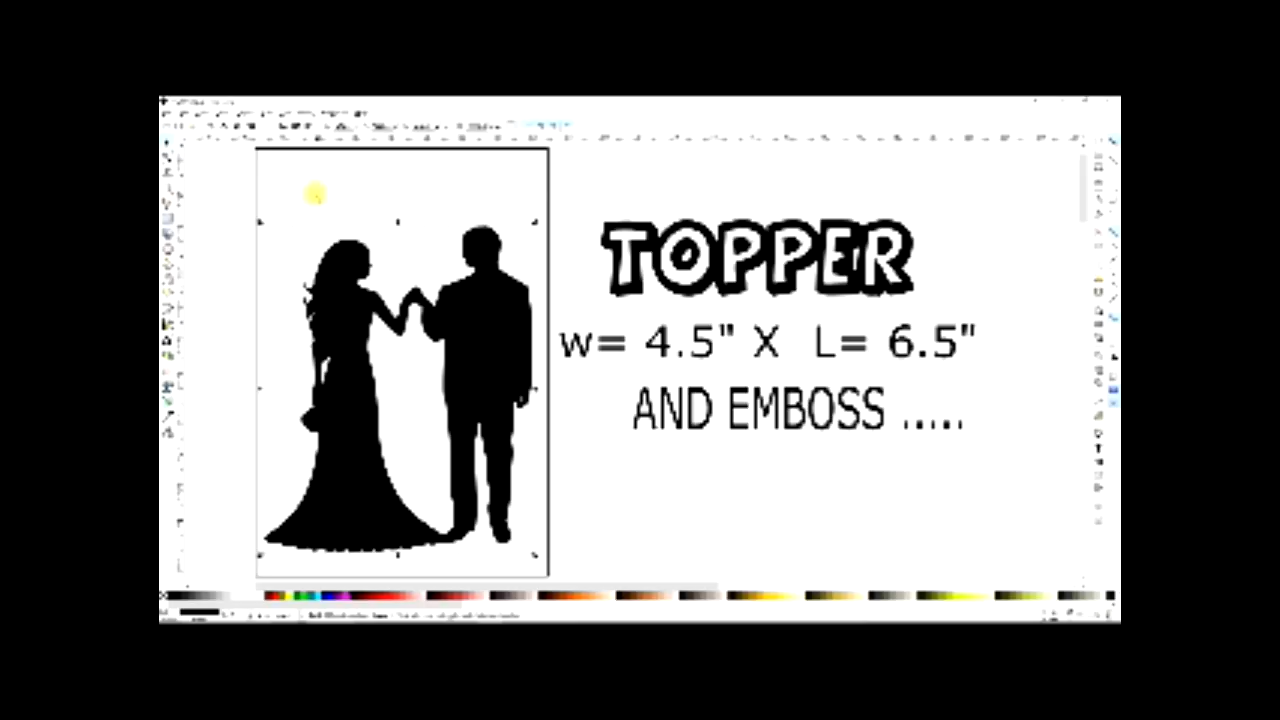 TOPPER
w= 4.5" X L= 6.5"
AND EMBOSS .....